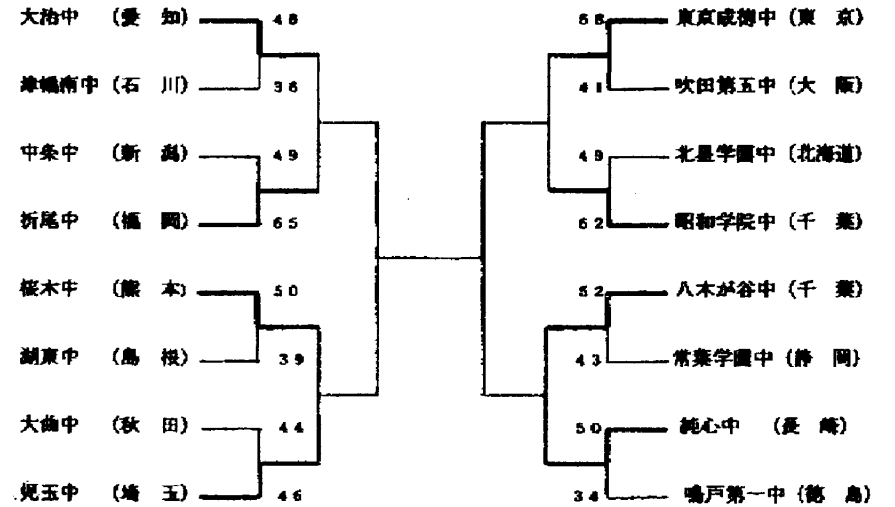 大治中 (愛 知) 48
津幡南中 (石 川) 36
中条中 (新 潟) 49
折尾中 (福 岡) 65
桜木中 (熊 本) 50
湖東中 (島 根) 39
大曲中 (秋 田) 44
児玉中 (埼 玉) 46
68 東京成徳中 (東 京)
41 吹田第五中 (大 阪)
49 北星学園中 (北海道)
62 昭和学院中 (千 葉)
52 八木が谷中 (千 葉)
43 常葉学園中 (静 岡)
50 純心中 (長 崎)
34 鳴戸第一中 (徳 島)